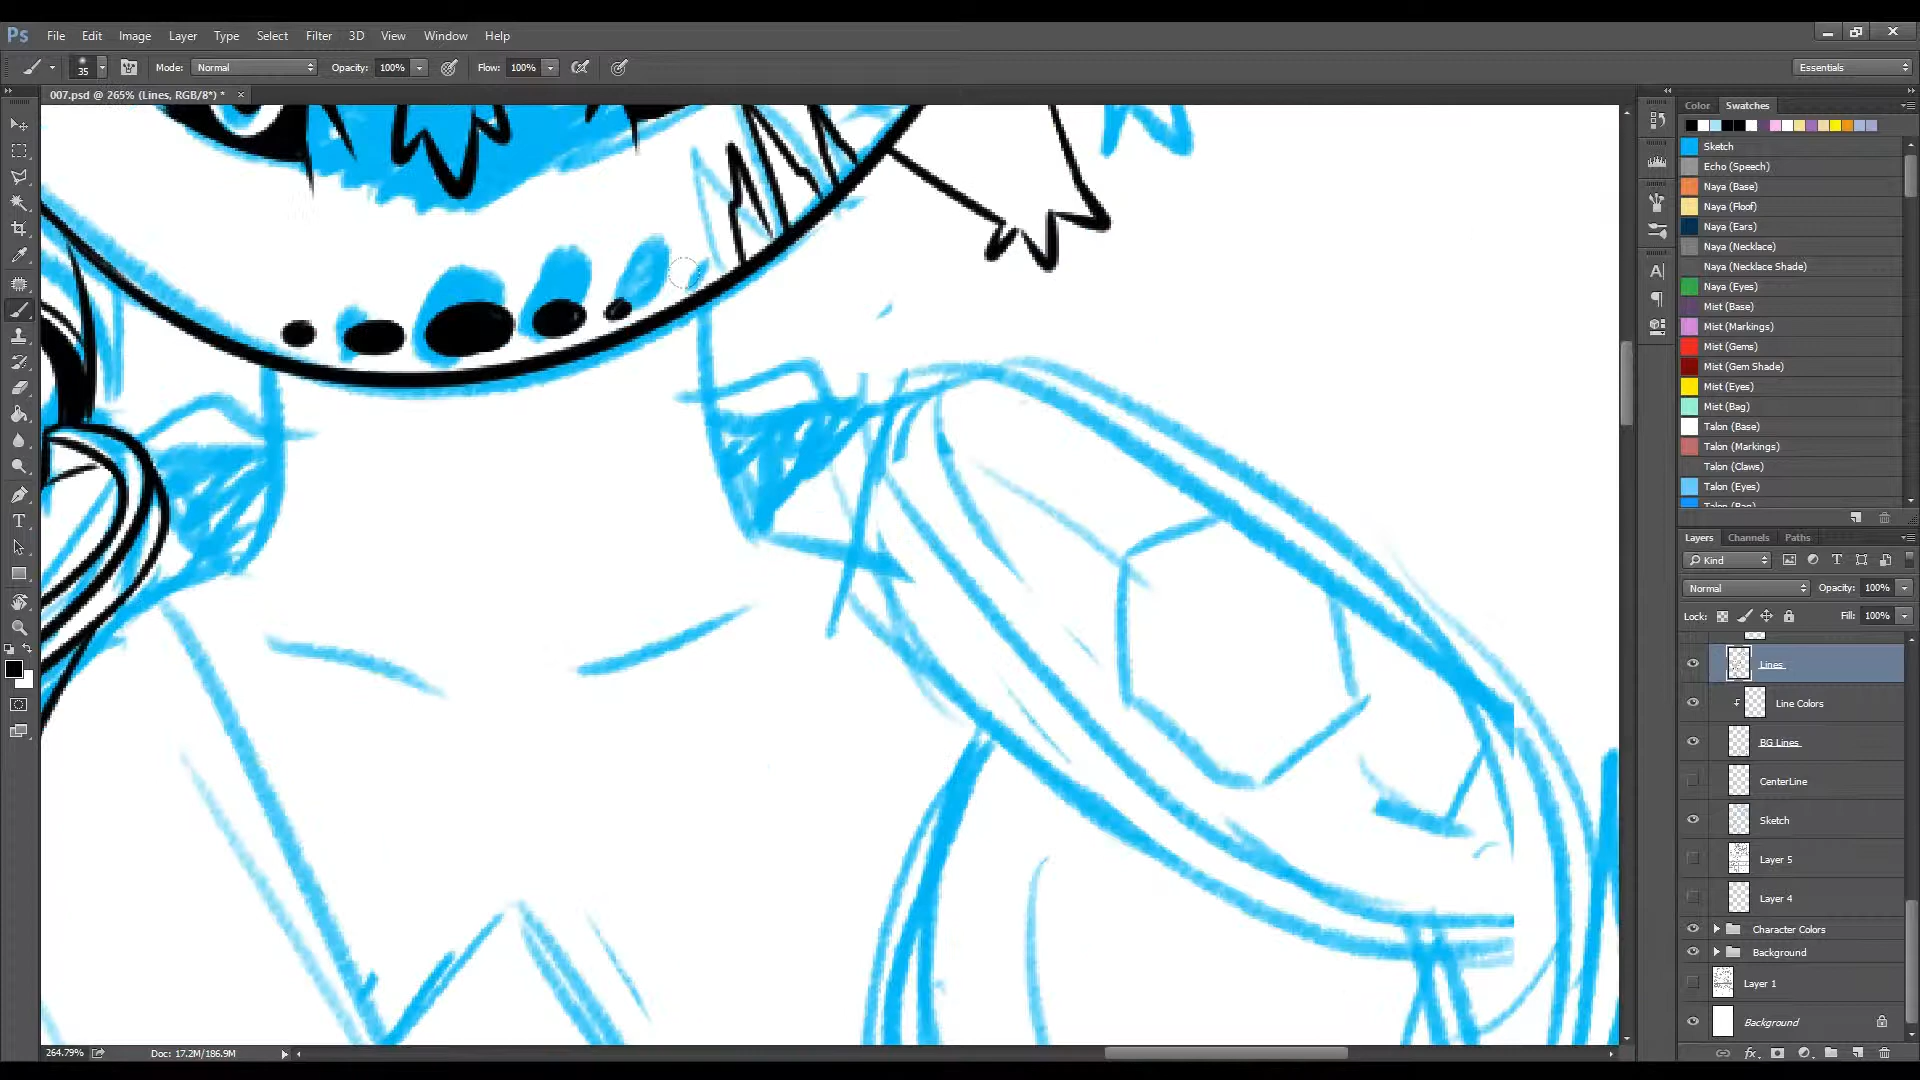 Ps File Edit Image Layer Type Select Filter 3D View Window Help
35 Mode: Normal Opacity: 100% Flow: 100% Essentials
007.psd @ 265% (Lines, RGB/8*) * ×
Color Swatches
Sketch
Echo (Speech)
Naya (Base)
Naya (Floof)
Naya (Ears)
Naya (Necklace)
Naya (Necklace Shade)
Naya (Eyes)
Mist (Base)
Mist (Markings)
Mist (Gems)
Mist (Gem Shade)
Mist (Eyes)
Mist (Bag)
Talon (Base)
Talon (Markings)
Talon (Claws)
Talon (Eyes)
Talon (Bag)
Layers Channels Paths
Kind
Normal Opacity: 100%
Lock: Fill: 100%
Lines
Line Colors
BG Lines
CenterLine
Sketch
Layer 5
Layer 4
Character Colors
Background
Layer 1
Background
264.79% Doc: 17.2M/186.9M